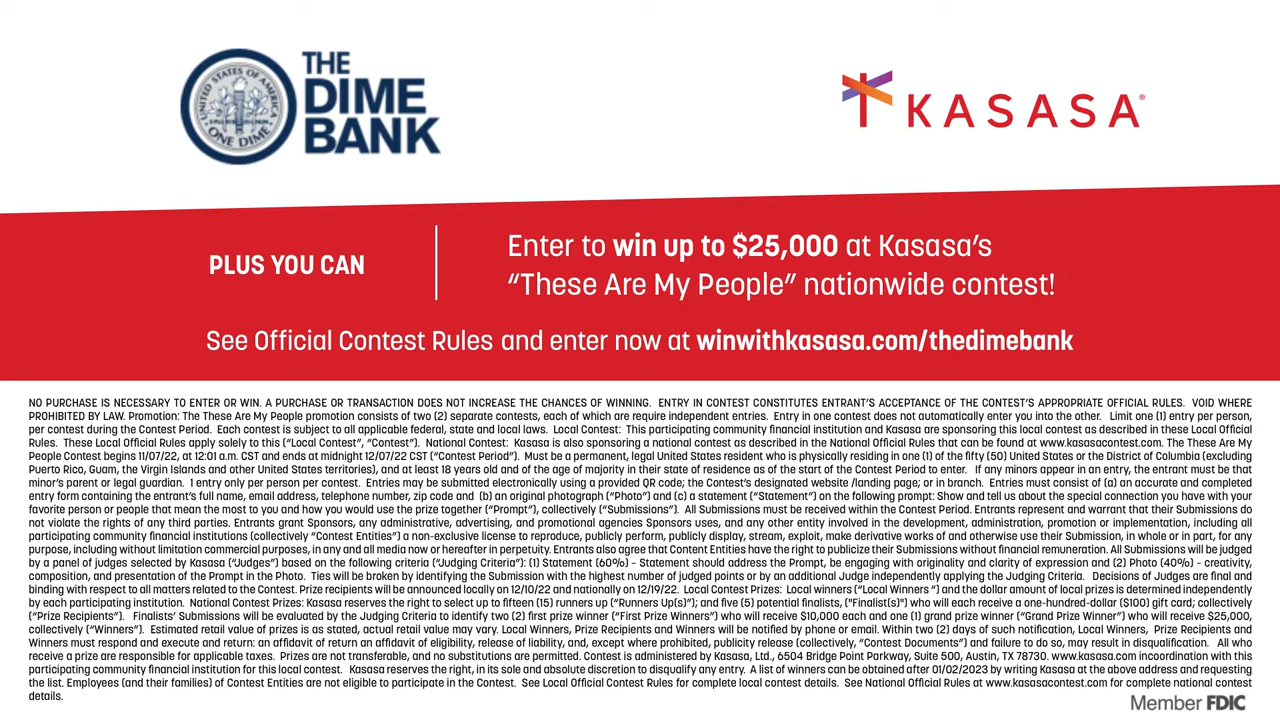 UNITED STATES OF AMERICA
ONE DIME
THE
DIME
BANK
KASASA®
PLUS YOU CAN
Enter to win up to $25,000 at Kasasa’s
“These Are My People” nationwide contest!
See Official Contest Rules and enter now at winwithkasasa.com/thedimebank
NO PURCHASE IS NECESSARY TO ENTER OR WIN. A PURCHASE OR TRANSACTION DOES NOT INCREASE THE CHANCES OF WINNING. ENTRY IN CONTEST CONSTITUTES ENTRANT’S ACCEPTANCE OF THE CONTEST’S APPROPRIATE OFFICIAL RULES. VOID WHERE
PROHIBITED BY LAW. Promotion: The These Are My People promotion consists of two (2) separate contests, each of which are require independent entries. Entry in one contest does not automatically enter you into the other. Limit one (1) entry per person,
per contest during the Contest Period. Each contest is subject to all applicable federal, state and local laws. Local Contest: This participating community financial institution and Kasasa are sponsoring this local contest as described in these Local Official
Rules. These Local Official Rules apply solely to this (“Local Contest”, “Contest”). National Contest: Kasasa is also sponsoring a national contest as described in the National Official Rules that can be found at www.kasasacontest.com. The These Are My
People Contest begins 11/07/22, at 12:01 a.m. CST and ends at midnight 12/07/22 CST (“Contest Period”). Must be a permanent, legal United States resident who is physically residing in one (1) of the fifty (50) United States or the District of Columbia (excluding
Puerto Rico, Guam, the Virgin Islands and other United States territories), and at least 18 years old and of the age of majority in their state of residence as of the start of the Contest Period to enter. If any minors appear in an entry, the entrant must be that
minor’s parent or legal guardian. 1 entry only per person per contest. Entries may be submitted electronically using a provided QR code; the Contest’s designated website /landing page; or in branch. Entries must consist of (a) an accurate and completed
entry form containing the entrant’s full name, email address, telephone number, zip code and (b) an original photograph (“Photo”) and (c) a statement (“Statement”) on the following prompt: Show and tell us about the special connection you have with your
favorite person or people that mean the most to you and how you would use the prize together (“Prompt”), collectively (“Submissions”). All Submissions must be received within the Contest Period. Entrants represent and warrant that their Submissions do
not violate the rights of any third parties. Entrants grant Sponsors, any administrative, advertising, and promotional agencies Sponsors uses, and any other entity involved in the development, administration, promotion or implementation, including all
participating community financial institutions (collectively “Contest Entities”) a non-exclusive license to reproduce, publicly perform, publicly display, stream, exploit, make derivative works of and otherwise use their Submission, in whole or in part, for any
purpose, including without limitation commercial purposes, in any and all media now or hereafter in perpetuity. Entrants also agree that Content Entities have the right to publicize their Submissions without financial remuneration. All Submissions will be judged
by a panel of judges selected by Kasasa (“Judges”) based on the following criteria (“Judging Criteria”): (1) Statement (60%) - Statement should address the Prompt, be engaging with originality and clarity of expression and (2) Photo (40%) - creativity,
composition, and presentation of the Prompt in the Photo. Ties will be broken by identifying the Submission with the highest number of judged points or by an additional Judge independently applying the Judging Criteria. Decisions of Judges are final and
binding with respect to all matters related to the Contest. Prize recipients will be announced locally on 12/10/22 and nationally on 12/19/22. Local Contest Prizes: Local winners (“Local Winners ”) and the dollar amount of local prizes is determined independently
by each participating institution. National Contest Prizes: Kasasa reserves the right to select up to fifteen (15) runners up (“Runners Up(s)”); and five (5) potential finalists, ("Finalist(s)") who will each receive a one-hundred-dollar ($100) gift card; collectively
(“Prize Recipients”). Finalists’ Submissions will be evaluated by the Judging Criteria to identify two (2) first prize winner (“First Prize Winners”) who will receive $10,000 each and one (1) grand prize winner (“Grand Prize Winner”) who will receive $25,000,
collectively (“Winners”). Estimated retail value of prizes is as stated, actual retail value may vary. Local Winners, Prize Recipients and Winners will be notified by phone or email. Within two (2) days of such notification, Local Winners, Prize Recipients and
Winners must respond and execute and return: an affidavit of return an affidavit of eligibility, release of liability, and, except where prohibited, publicity release (collectively, “Contest Documents”) and failure to do so, may result in disqualification. All who
receive a prize are responsible for applicable taxes. Prizes are not transferable, and no substitutions are permitted. Contest is administered by Kasasa, Ltd., 6504 Bridge Point Parkway, Suite 500, Austin, TX 78730. www.kasasa.com incoordination with this
participating community financial institution for this local contest. Kasasa reserves the right, in its sole and absolute discretion to disqualify any entry. A list of winners can be obtained after 01/02/2023 by writing Kasasa at the above address and requesting
the list. Employees (and their families) of Contest Entities are not eligible to participate in the Contest. See Local Official Contest Rules for complete local contest details. See National Official Rules at www.kasasacontest.com for complete national contest
details.
Member FDIC